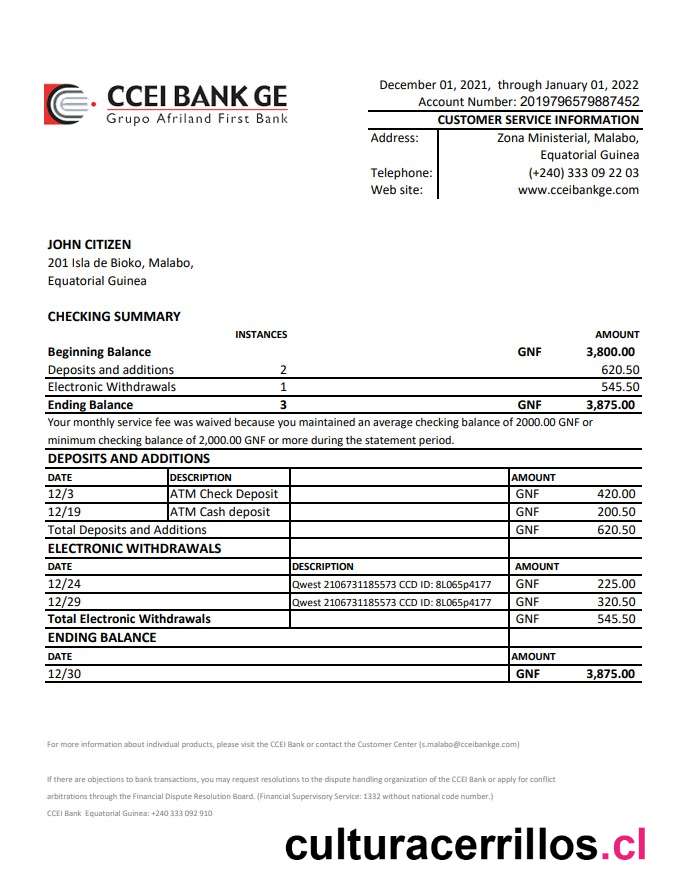 CCEI BANK GE
Grupo Afriland First Bank
December 01, 2021, through January 01, 2022
Account Number: 2019796579887452
CUSTOMER SERVICE INFORMATION
Address: Zona Ministerial, Malabo,
Equatorial Guinea
Telephone: (+240) 333 09 22 03
Web site: www.cceibankge.com
JOHN CITIZEN
201 Isla de Bioko, Malabo,
Equatorial Guinea
CHECKING SUMMARY
INSTANCES AMOUNT
Beginning Balance GNF 3,800.00
Deposits and additions 2 620.50
Electronic Withdrawals 1 545.50
Ending Balance 3 GNF 3,875.00
Your monthly service fee was waived because you maintained an average checking balance of 2000.00 GNF or
minimum checking balance of 2,000.00 GNF or more during the statement period.
DEPOSITS AND ADDITIONS
DATE DESCRIPTION AMOUNT
12/3 ATM Check Deposit GNF 420.00
12/19 ATM Cash deposit GNF 200.50
Total Deposits and Additions GNF 620.50
ELECTRONIC WITHDRAWALS
DATE DESCRIPTION AMOUNT
12/24 Qwest 2106731185573 CCD ID: 8L065p4177 GNF 225.00
12/29 Qwest 2106731185573 CCD ID: 8L065p4177 GNF 320.50
Total Electronic Withdrawals GNF 545.50
ENDING BALANCE
DATE AMOUNT
12/30 GNF 3,875.00
For more information about individual products, please visit the CCEI Bank or contact the Customer Center (s.malabo@cceibankge.com)
If there are objections to bank transactions, you may request resolutions to the dispute handling organization of the CCEI Bank or apply for conflict
arbitrations through the Financial Dispute Resolution Board. (Financial Supervisory Service: 1332 without national code number.)
CCEI Bank Equatorial Guinea: +240 333 092 910
culturacerrillos.cl